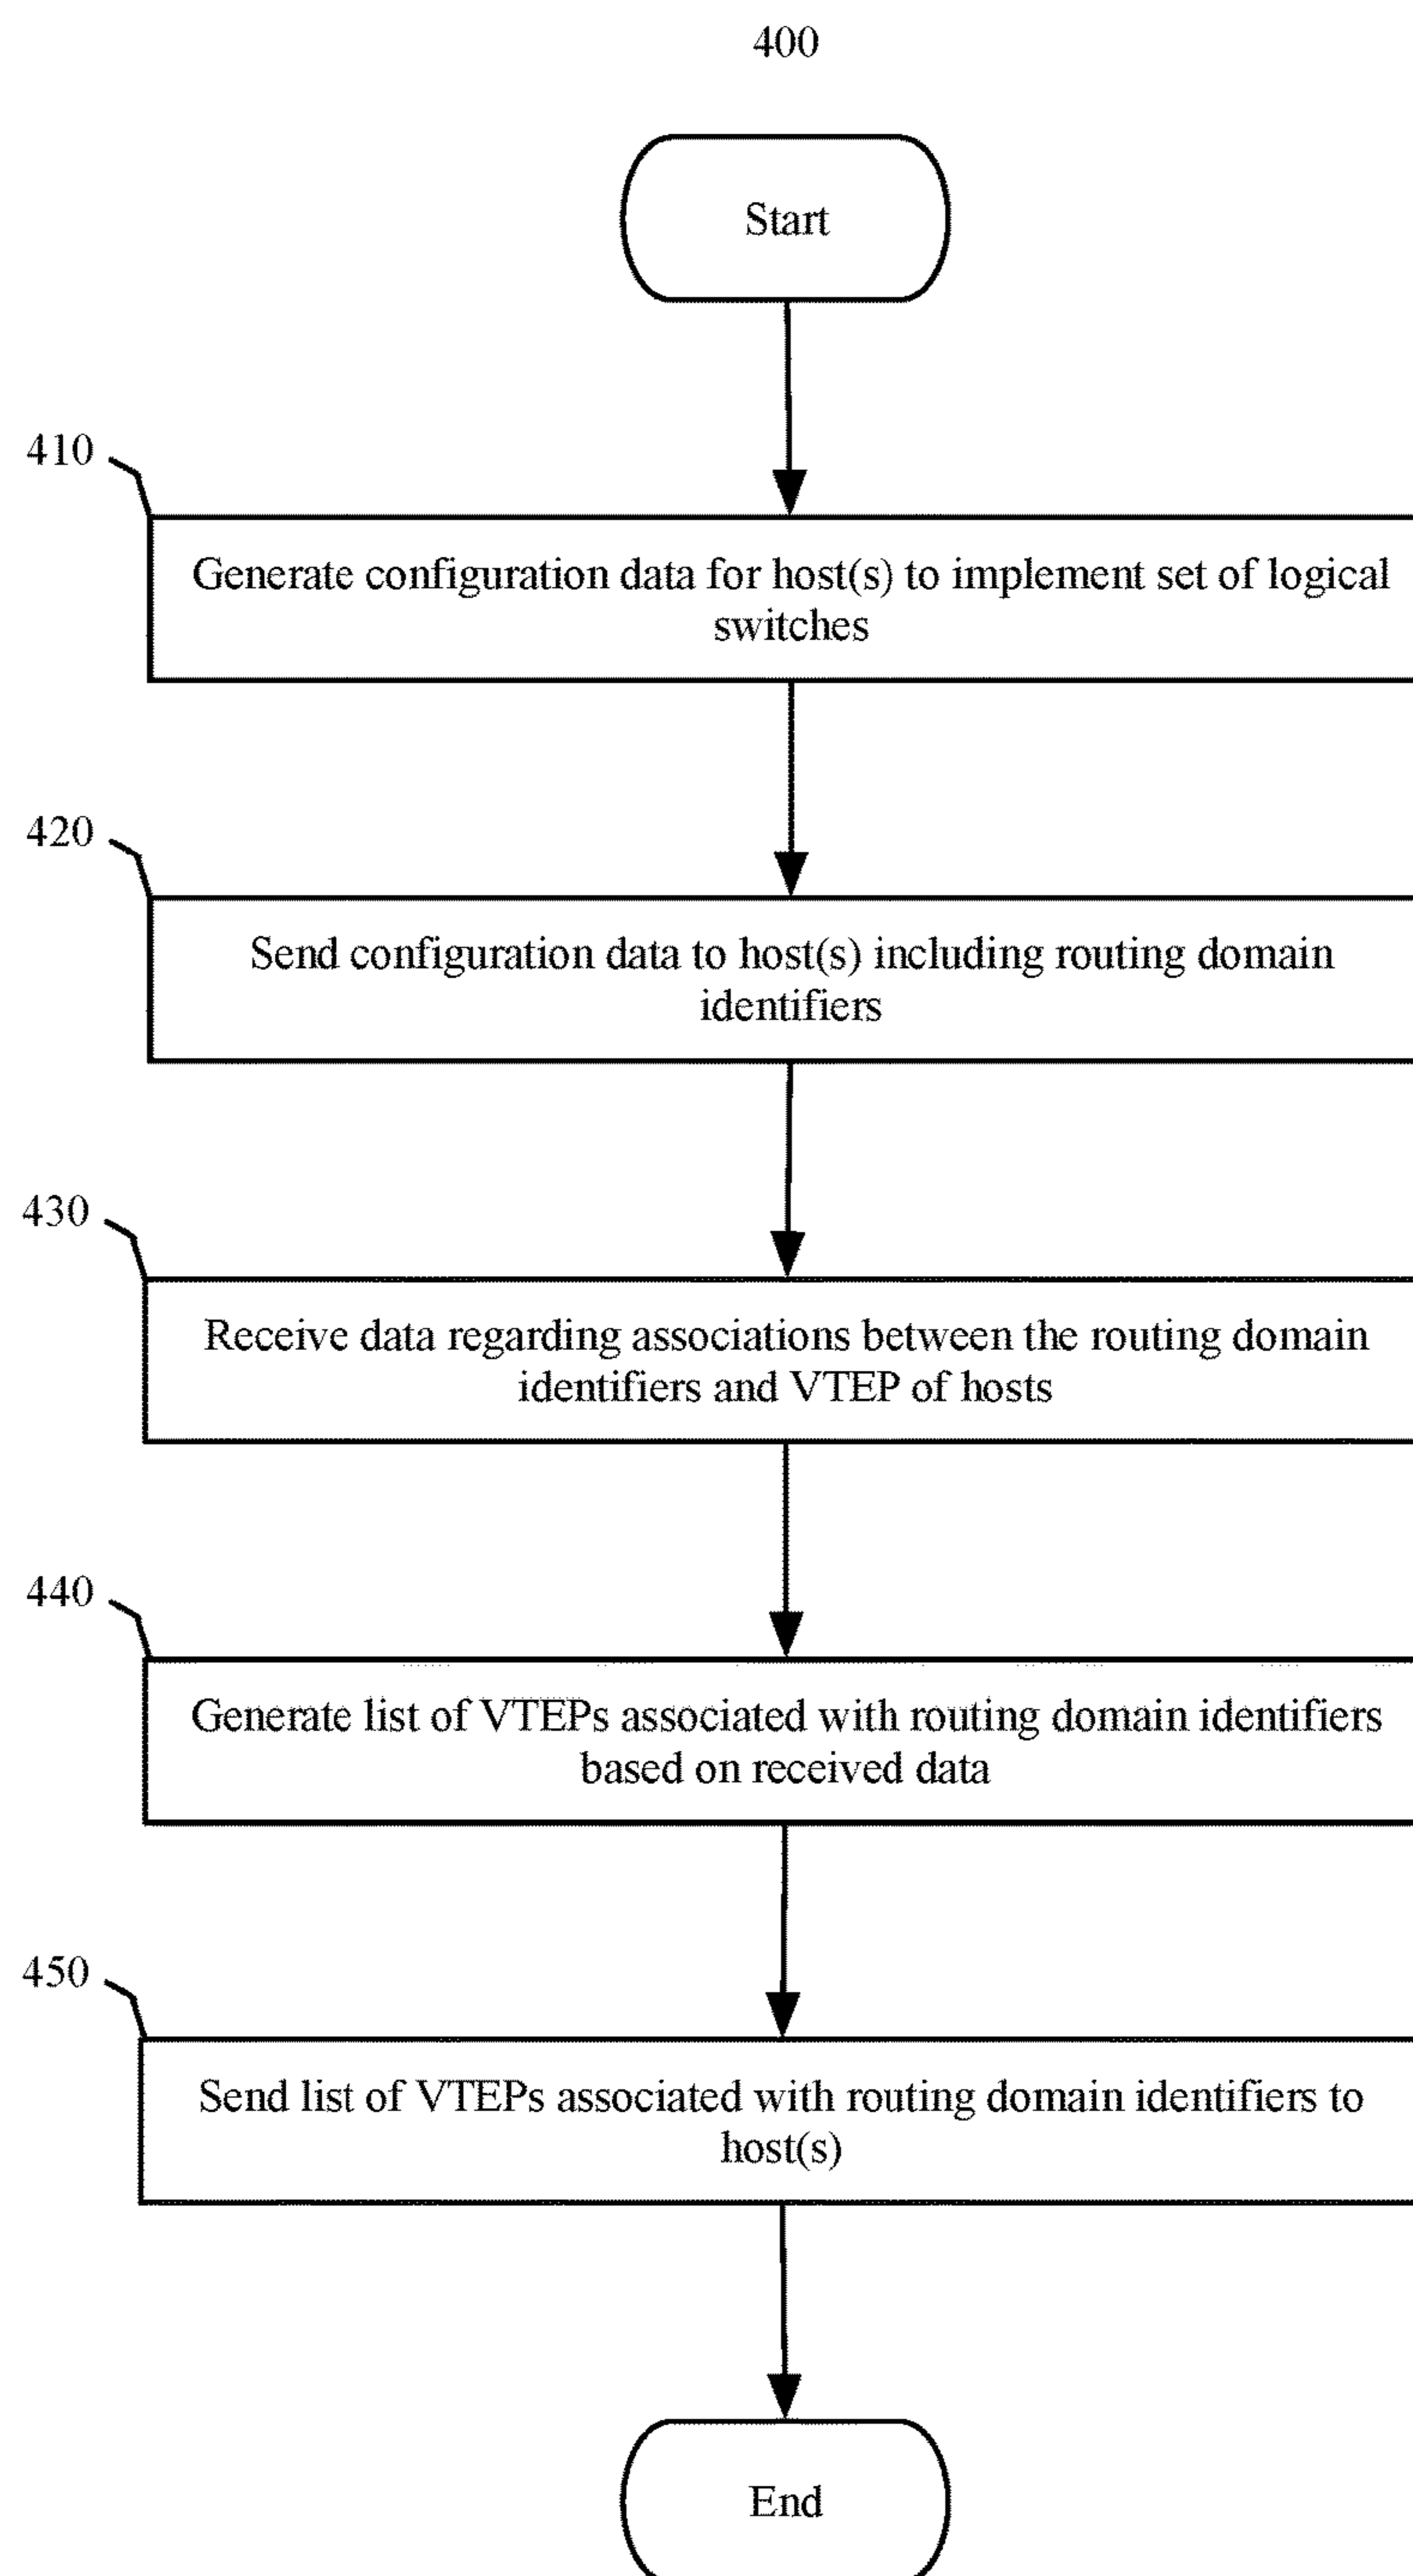 400
Start
410
Generate configuration data for host(s) to implement set of logical
switches
420
Send configuration data to host(s) including routing domain
identifiers
430
Receive data regarding associations between the routing domain
identifiers and VTEP of hosts
440
Generate list of VTEPs associated with routing domain identifiers
based on received data
450
Send list of VTEPs associated with routing domain identifiers to
host(s)
End